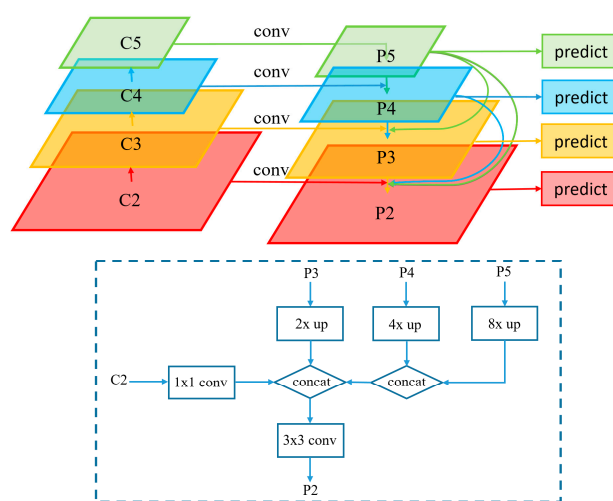 C5
conv
P5
predict
C4
conv
P4
predict
C3
conv
P3
predict
C2
conv
P2
predict
P3
P4
P5
2x up
4x up
8x up
C2
1x1 conv
concat
concat
3x3 conv
P2